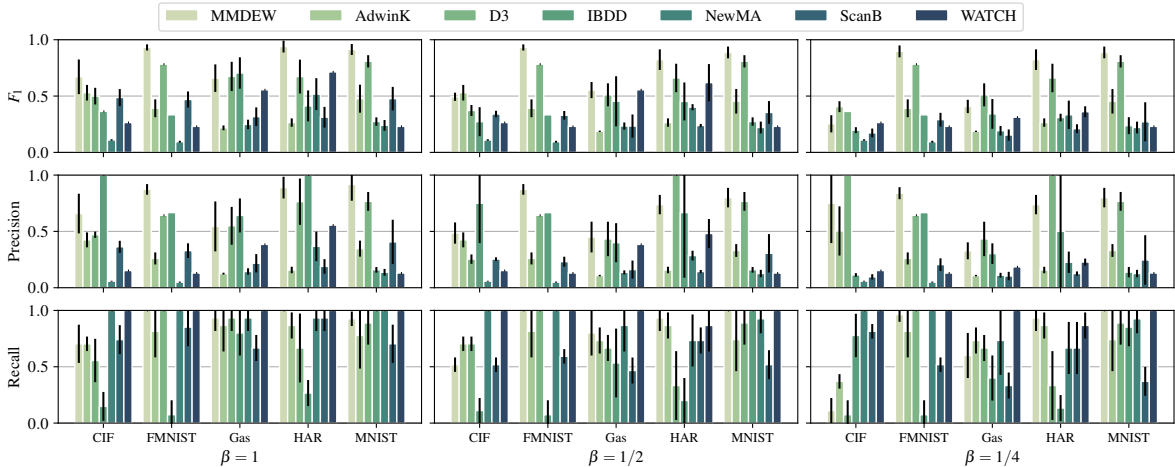 MMDEW AdwinK D3 IBDD NewMA ScanB WATCH
1.0
F₁ 0.5
0.0
1.0
Precision 0.5
0.0
1.0
Recall 0.5
0.0
CIF FMNIST Gas HAR MNIST CIF FMNIST Gas HAR MNIST CIF FMNIST Gas HAR MNIST
β = 1 β = 1/2 β = 1/4